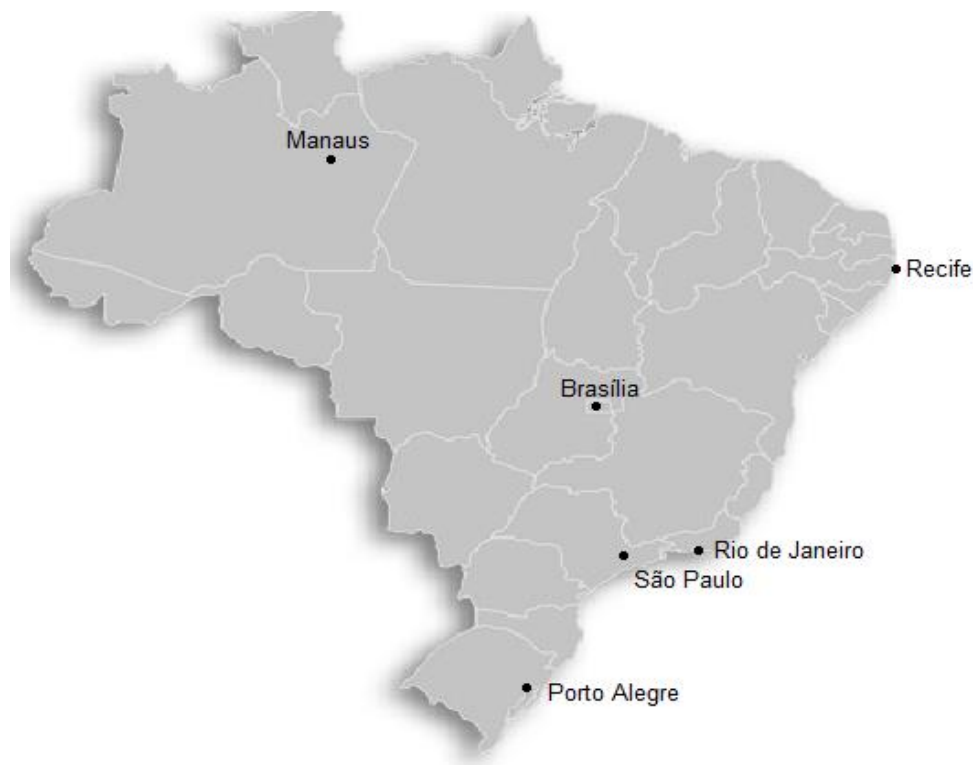 Manaus
Recife
Brasília
Rio de Janeiro
São Paulo
Porto Alegre